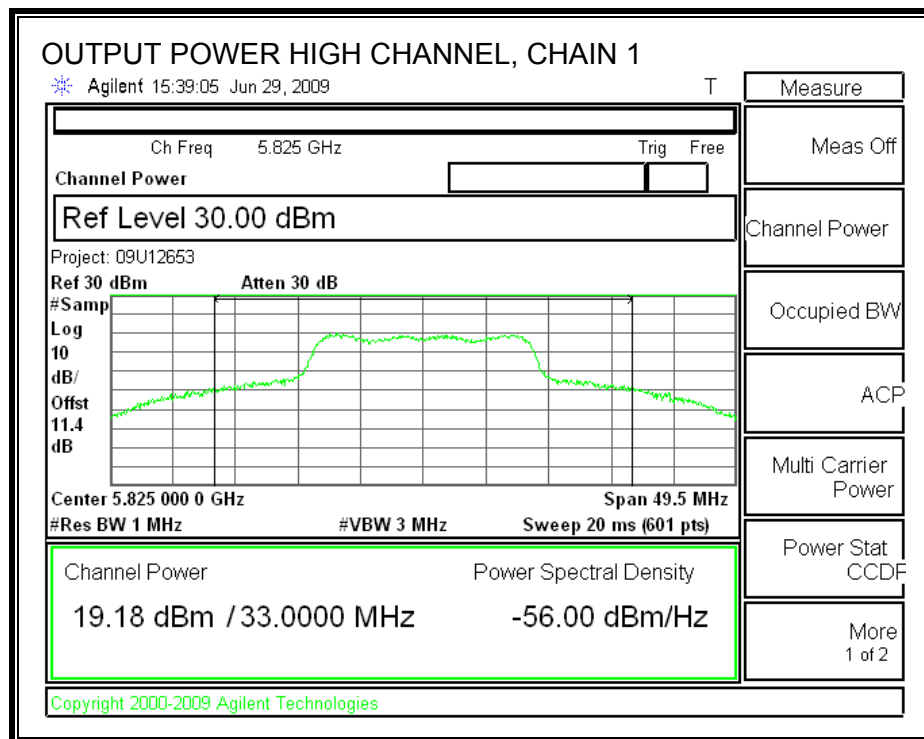 OUTPUT POWER HIGH CHANNEL, CHAIN 1
Agilent 15:39:05 Jun 29, 2009 T
Measure
Ch Freq 5.825 GHz Trig Free
Meas Off
Channel Power
Ref Level 30.00 dBm
Channel Power
Project: 09U12653
Ref 30 dBm Atten 30 dB
#Samp
Log
10
dB/
Offst
11.4
dB
Occupied BW
ACP
Center 5.825 000 0 GHz Span 49.5 MHz
#Res BW 1 MHz #VBW 3 MHz Sweep 20 ms (601 pts)
Multi Carrier
Power
Channel Power Power Spectral Density
19.18 dBm / 33.0000 MHz -56.00 dBm/Hz
Power Stat
CCDF
More
1 of 2
Copyright 2000-2009 Agilent Technologies